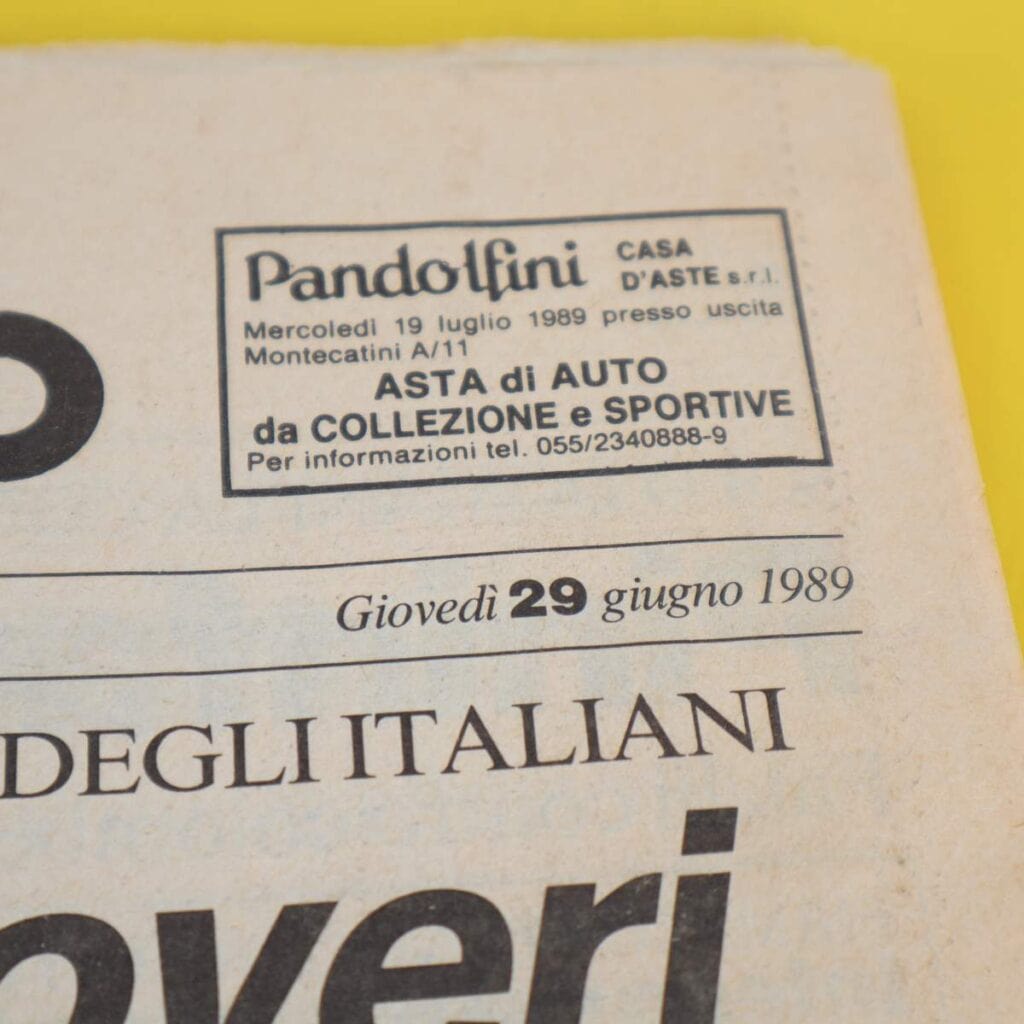 Pandolfini CASA D'ASTE s.r.l.
Mercoledì 19 luglio 1989 presso uscita
Montecatini A/11
ASTA di AUTO
da COLLEZIONE e SPORTIVE
Per informazioni tel. 055/2340888-9
o
Giovedì 29 giugno 1989
DEGLI ITALIANI
overi